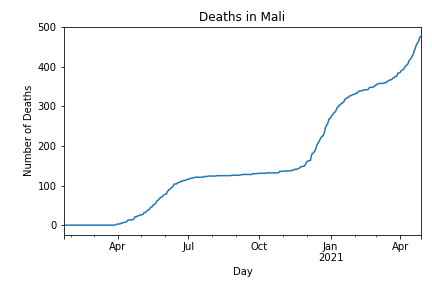 Deaths in Mali
500
400
300
200
100
0
Number of Deaths
Apr
Jul
Oct
Jan
2021
Apr
Day